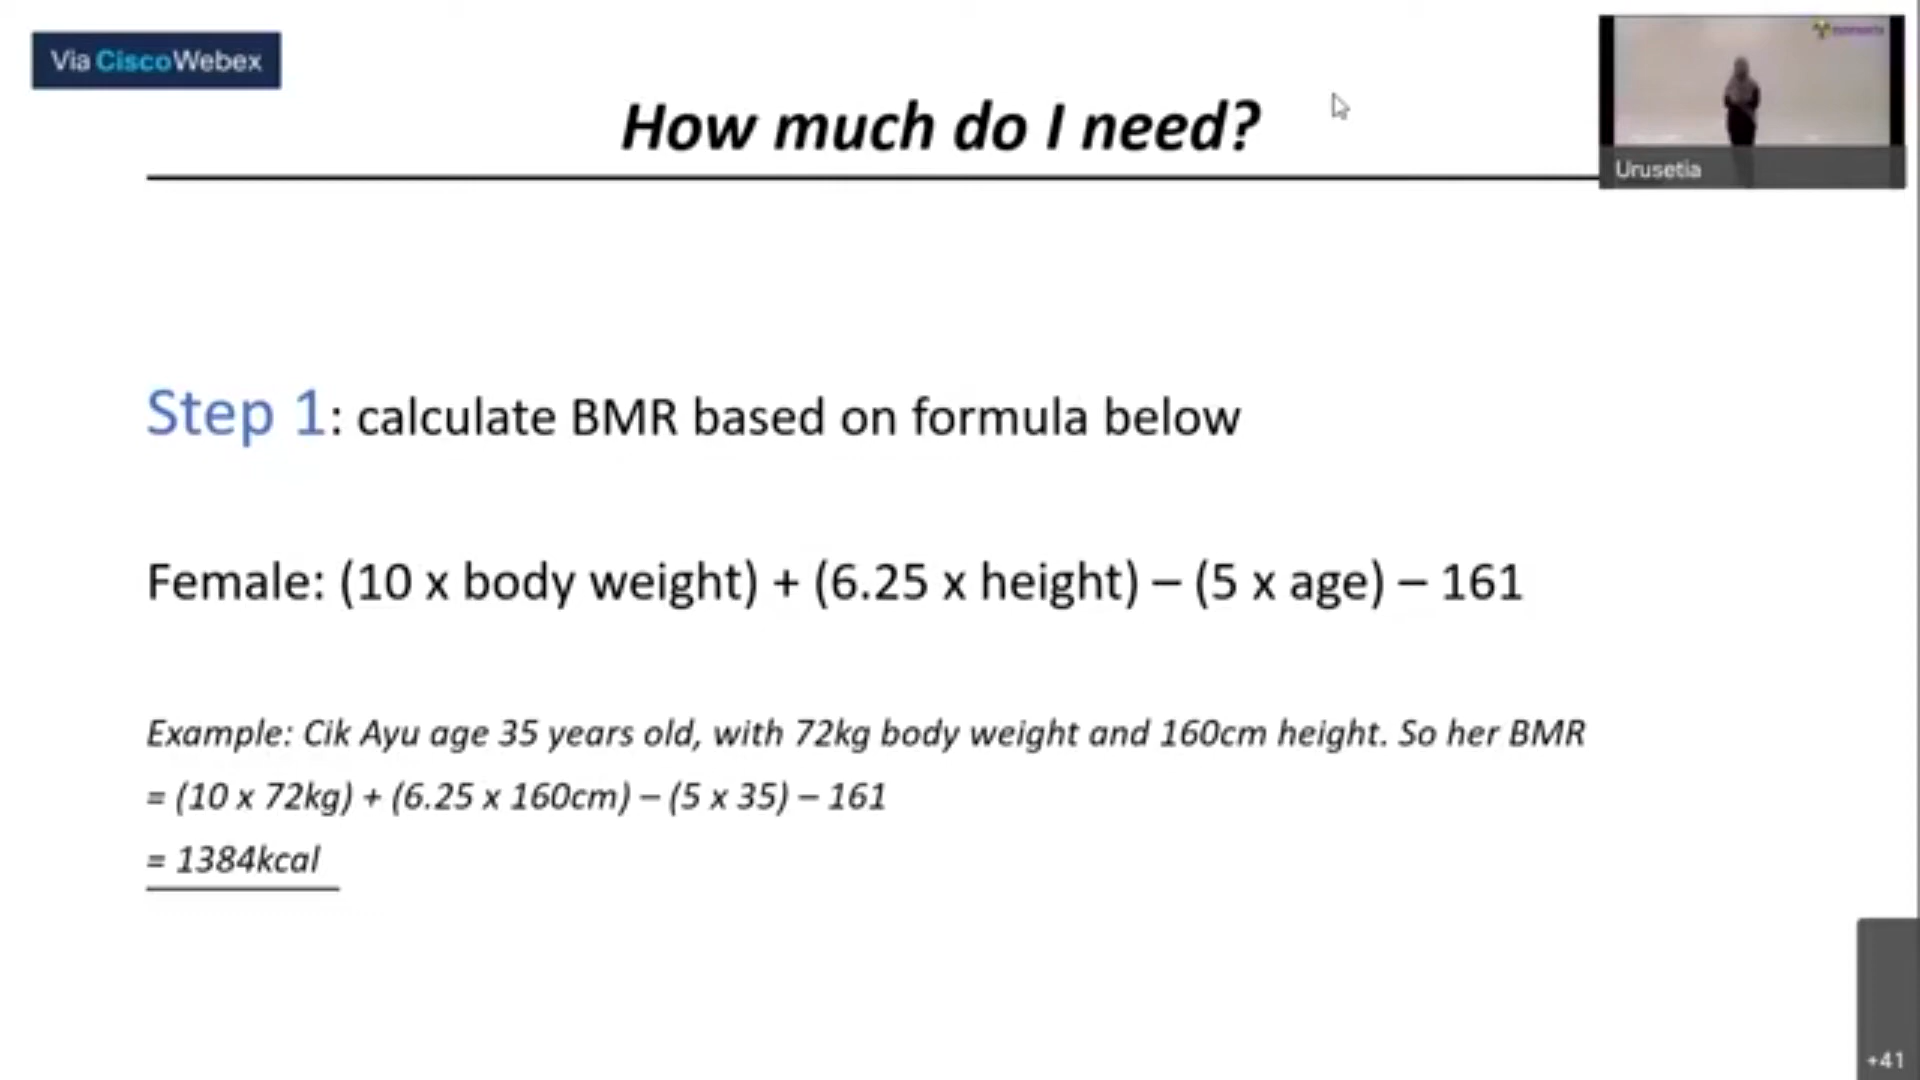 Via CiscoWebex
How much do I need?
Urusetia
Step 1: calculate BMR based on formula below
Female: (10 x body weight) + (6.25 x height) – (5 x age) – 161
Example: Cik Ayu age 35 years old, with 72kg body weight and 160cm height. So her BMR
= (10 x 72kg) + (6.25 x 160cm) – (5 x 35) – 161
= 1384kcal
+41